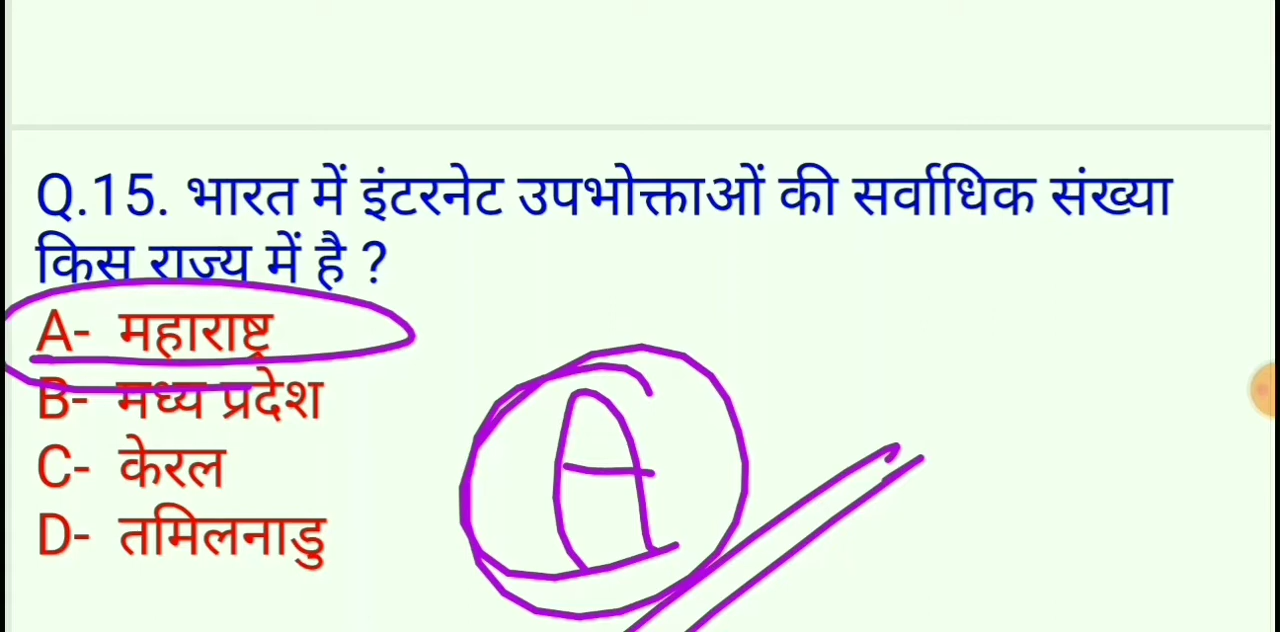 Q.15. भारत में इंटरनेट उपभोक्ताओं की सर्वाधिक संख्या
किस राज्य में है ?
A- महाराष्ट्र
B- मध्य प्रदेश
C- केरल
D- तमिलनाडु
A